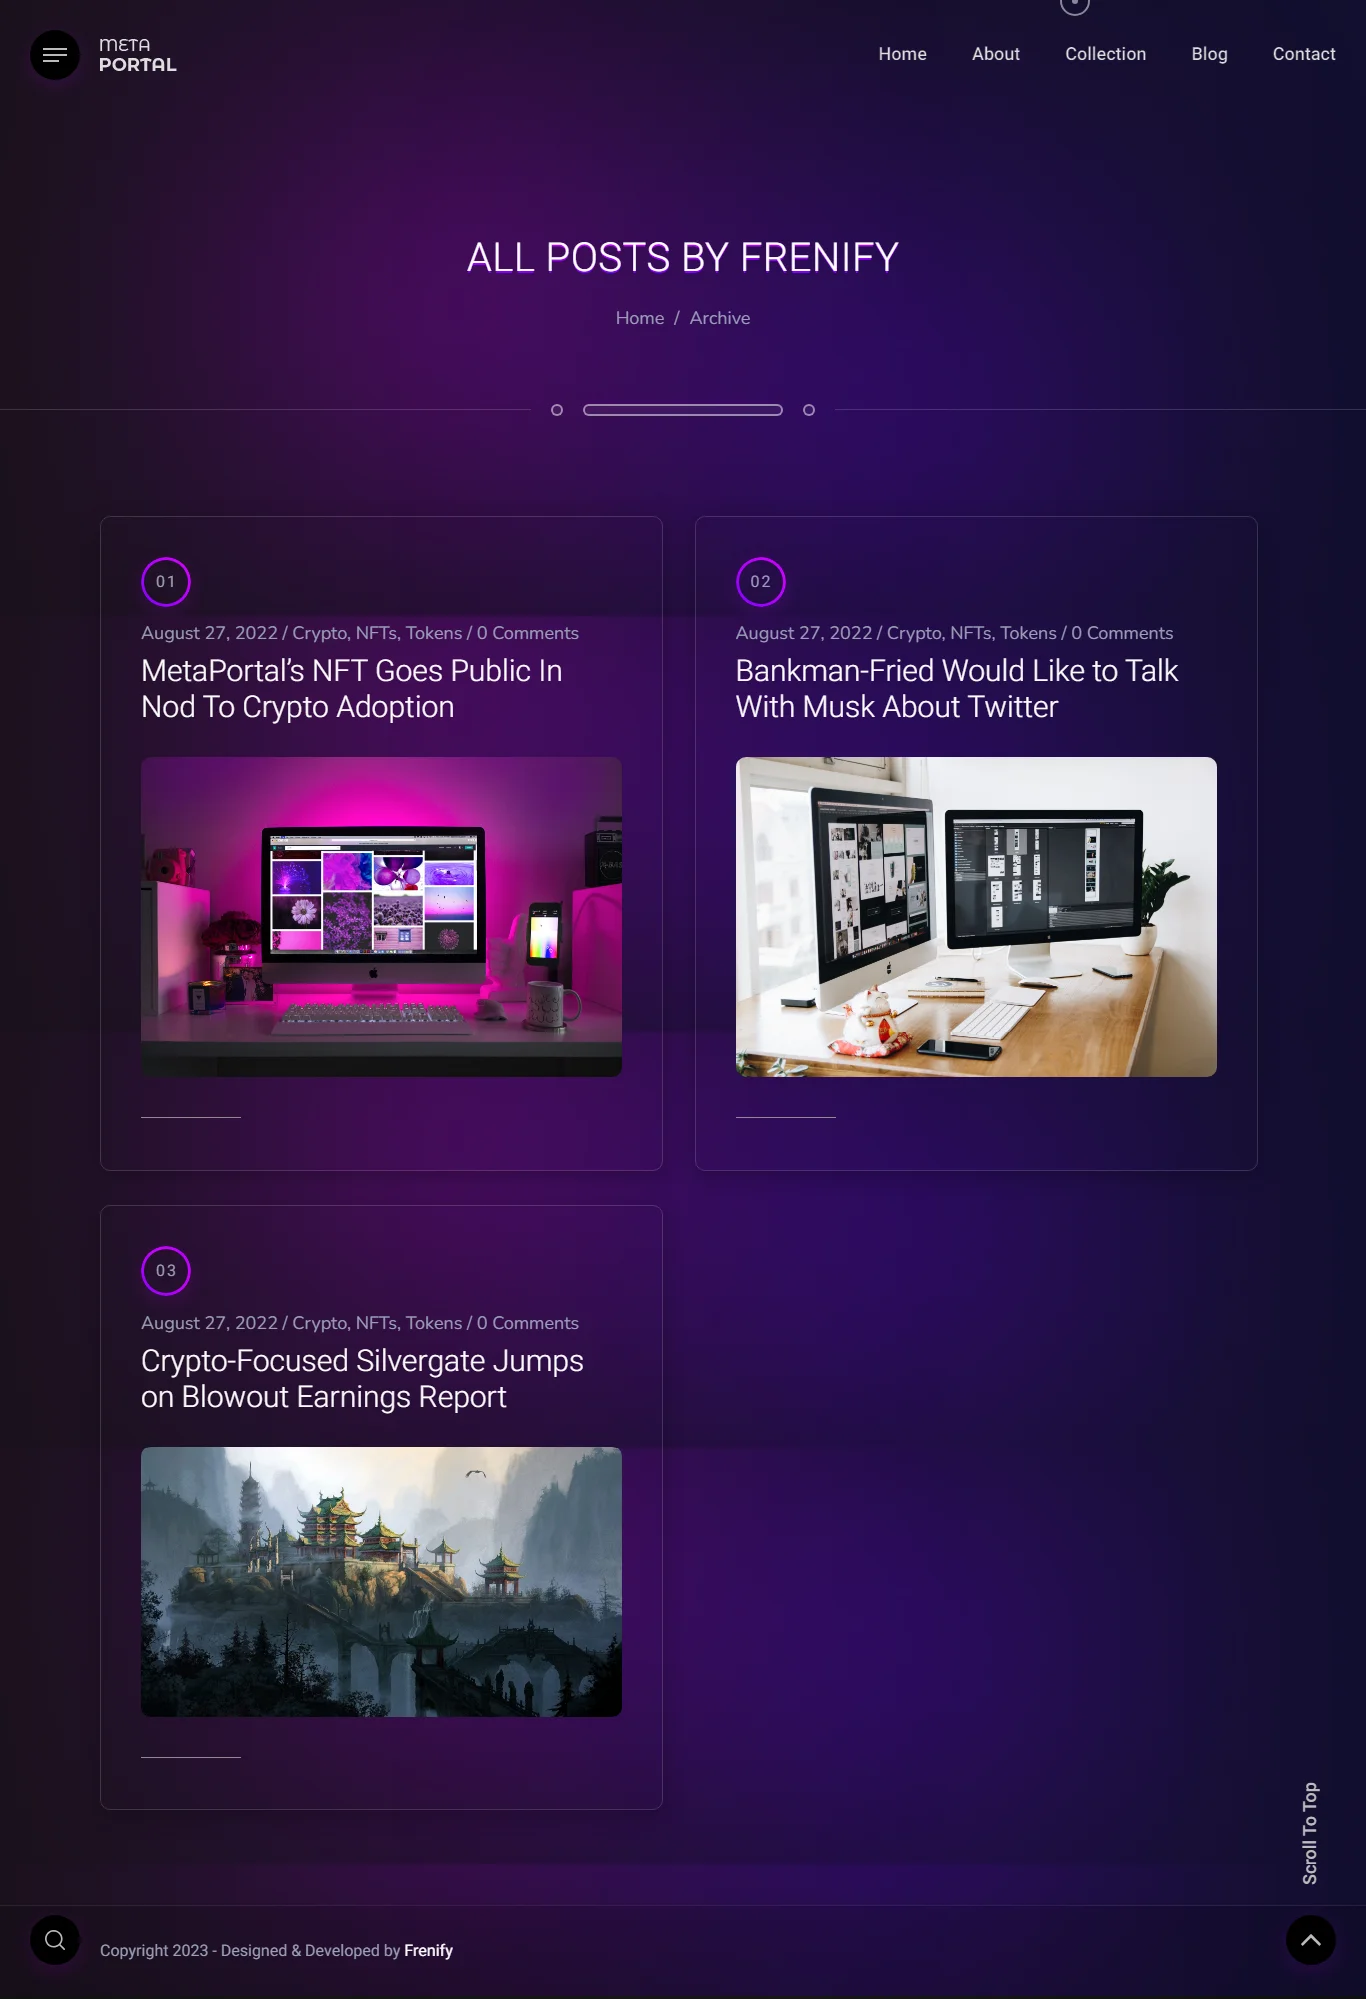 META
PORTAL
Home
About
Collection
Blog
Contact
ALL POSTS BY FRENIFY
Home / Archive
01
August 27, 2022 / Crypto, NFTs, Tokens / 0 Comments
MetaPortal’s NFT Goes Public In
Nod To Crypto Adoption
02
August 27, 2022 / Crypto, NFTs, Tokens / 0 Comments
Bankman-Fried Would Like to Talk
With Musk About Twitter
03
August 27, 2022 / Crypto, NFTs, Tokens / 0 Comments
Crypto-Focused Silvergate Jumps
on Blowout Earnings Report
Scroll To Top
Copyright 2023 - Designed & Developed by Frenify